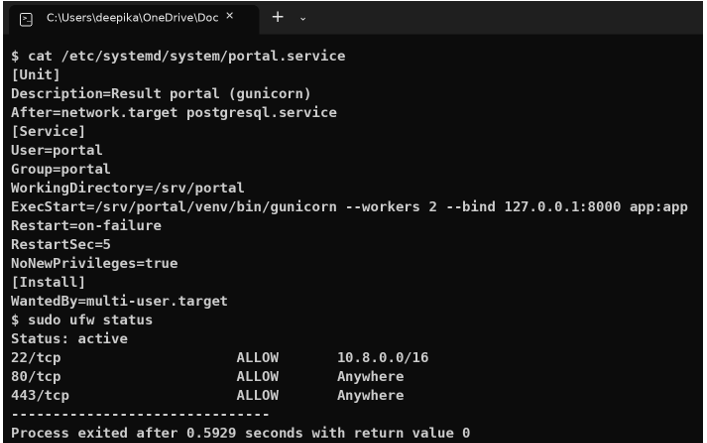 C:\Users\deepika\OneDrive\Doc
$ cat /etc/systemd/system/portal.service
[Unit]
Description=Result portal (gunicorn)
After=network.target postgresql.service
[Service]
User=portal
Group=portal
WorkingDirectory=/srv/portal
ExecStart=/srv/portal/venv/bin/gunicorn --workers 2 --bind 127.0.0.1:8000 app:app
Restart=on-failure
RestartSec=5
NoNewPrivileges=true
[Install]
WantedBy=multi-user.target
$ sudo ufw status
Status: active
22/tcp                     ALLOW       10.8.0.0/16
80/tcp                     ALLOW       Anywhere
443/tcp                    ALLOW       Anywhere
-------------------------------
Process exited after 0.5929 seconds with return value 0